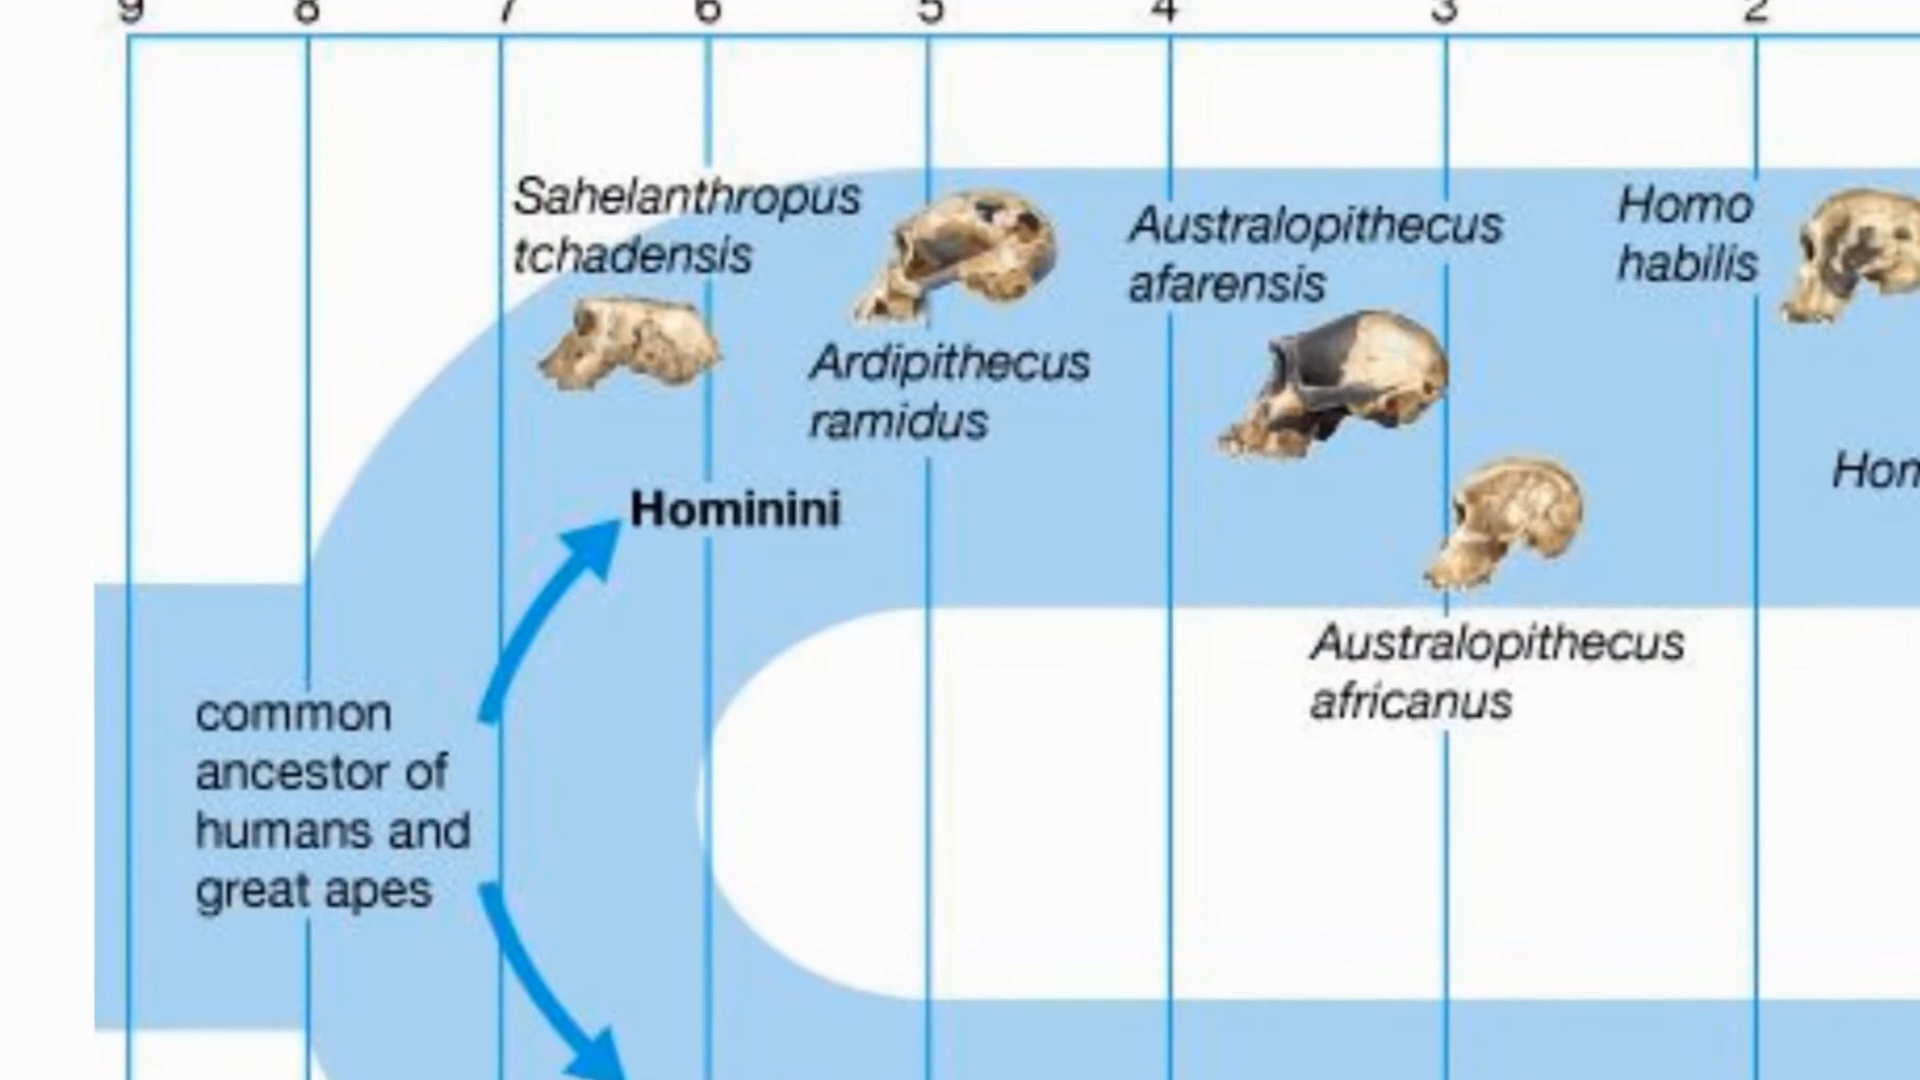 9 8 7 6 5 4 3 2
Sahelanthropus
tchadensis
Ardipithecus
ramidus
Australopithecus
afarensis
Homo
habilis
Hom
Hominini
Australopithecus
africanus
common
ancestor of
humans and
great apes